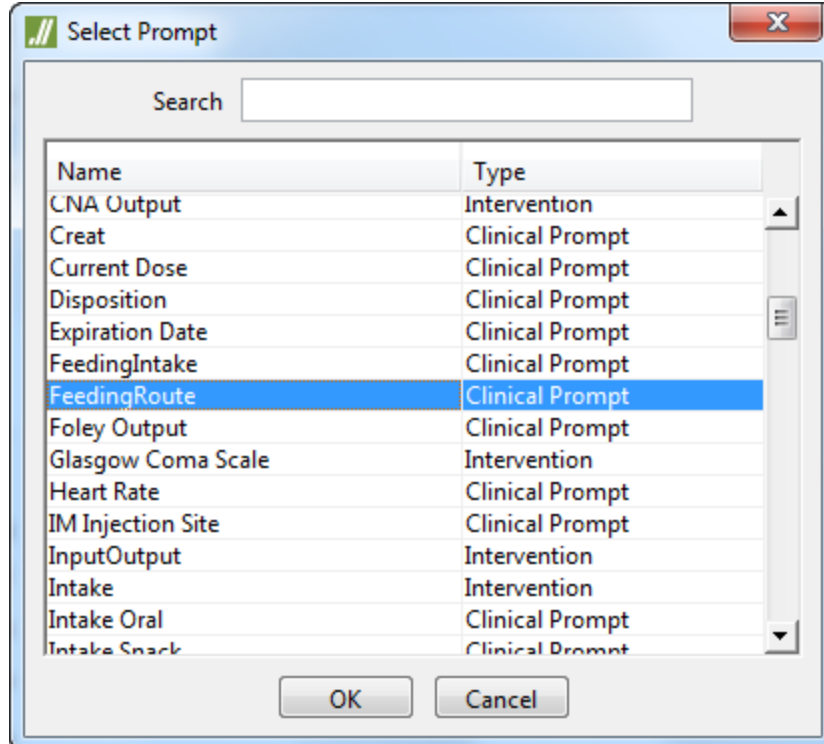 Select Prompt
Search
Name Type
CNA Output Intervention
Creat Clinical Prompt
Current Dose Clinical Prompt
Disposition Clinical Prompt
Expiration Date Clinical Prompt
FeedingIntake Clinical Prompt
FeedingRoute Clinical Prompt
Foley Output Clinical Prompt
Glasgow Coma Scale Intervention
Heart Rate Clinical Prompt
IM Injection Site Clinical Prompt
InputOutput Intervention
Intake Intervention
Intake Oral Clinical Prompt
Intake Snack Clinical Prompt
OK Cancel